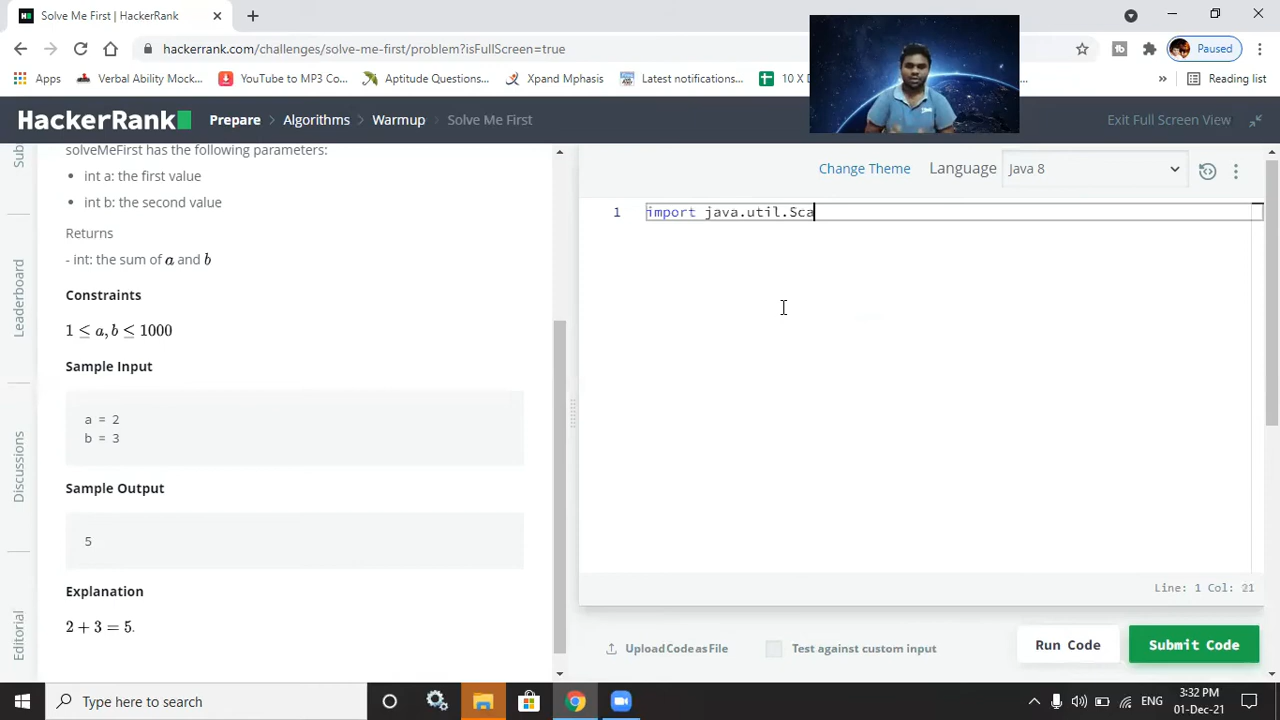 Solve Me First | HackerRank
hackerrank.com/challenges/solve-me-first/problem?isFullScreen=true
Paused
Apps
Verbal Ability Mock...
YouTube to MP3 Co...
Aptitude Questions...
Xpand Mphasis
Latest notifications...
10 X D
»
Reading list
HackerRank
Prepare
Algorithms
Warmup
Solve Me First
Exit Full Screen View
Sub
Leaderboard
Discussions
Editorial
solveMeFirst has the following parameters:
• int a: the first value
• int b: the second value
Returns
- int: the sum of a and b
Constraints
1 ≤ a, b ≤ 1000
Sample Input
a = 2
b = 3
Sample Output
5
Explanation
2 + 3 = 5.
Change Theme
Language
Java 8
1 import java.util.Sca
Line: 1 Col: 21
Upload Code as File
Test against custom input
Run Code
Submit Code
Type here to search
ENG
3:32 PM
01-Dec-21